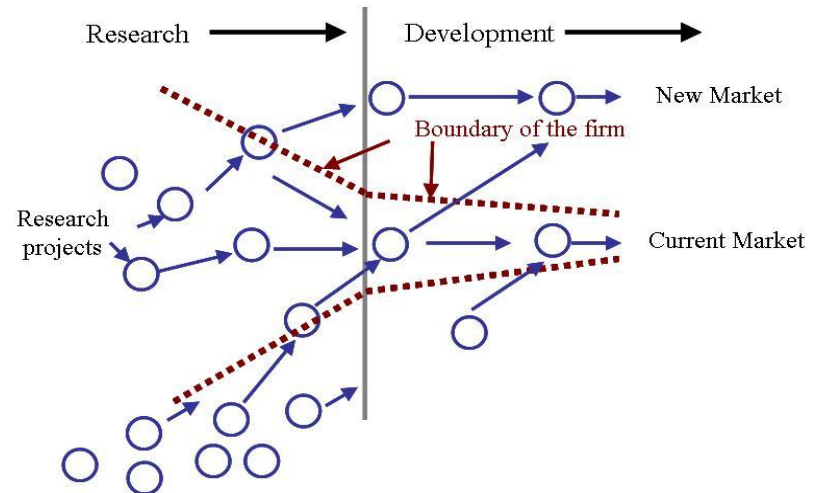 Research
Development
New Market
Boundary of the firm
Research
projects
Current Market